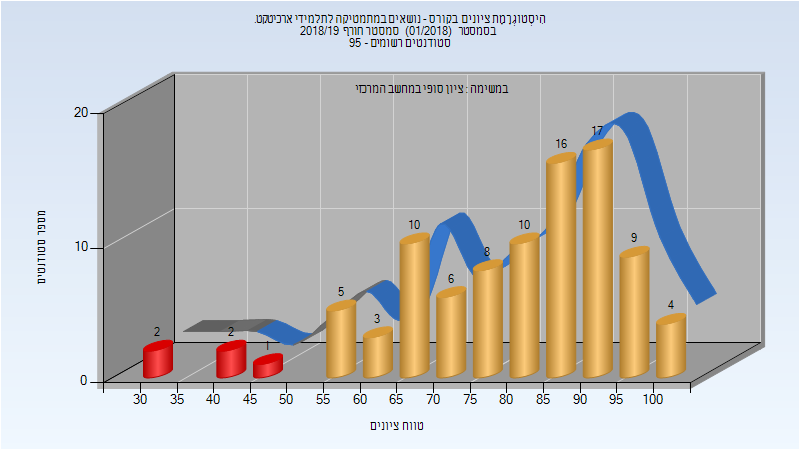 הִיסְטוֹגְרָמַת ציונים בקורס - נושאים במתמטיקה לתלמידי ארכיטקט.
בסמסטר (01/2018) סמסטר חורף 2018/19
סטודנטים רשומים - 95
במשימה : ציון סופי במחשב המרכזי
מספר סטודנטים
20
10
0
2
2
1
5
3
10
6
8
10
16
17
9
4
30 35 40 45 50 55 60 65 70 75 80 85 90 95 100
טווח ציונים